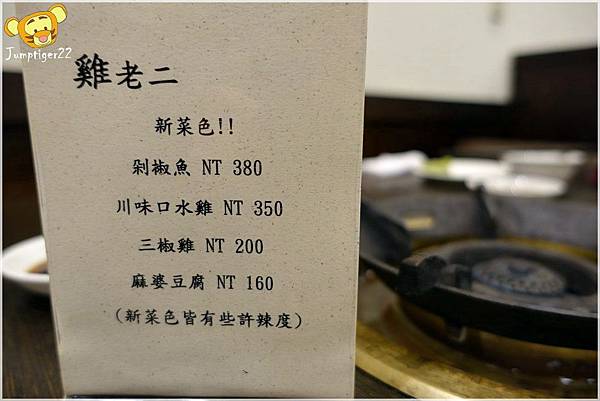 Jumptiger22
雞老二
新菜色!!
剁椒魚 NT 380
川味口水雞 NT 350
三椒雞 NT 200
麻婆豆腐 NT 160
(新菜色皆有些許辣度)